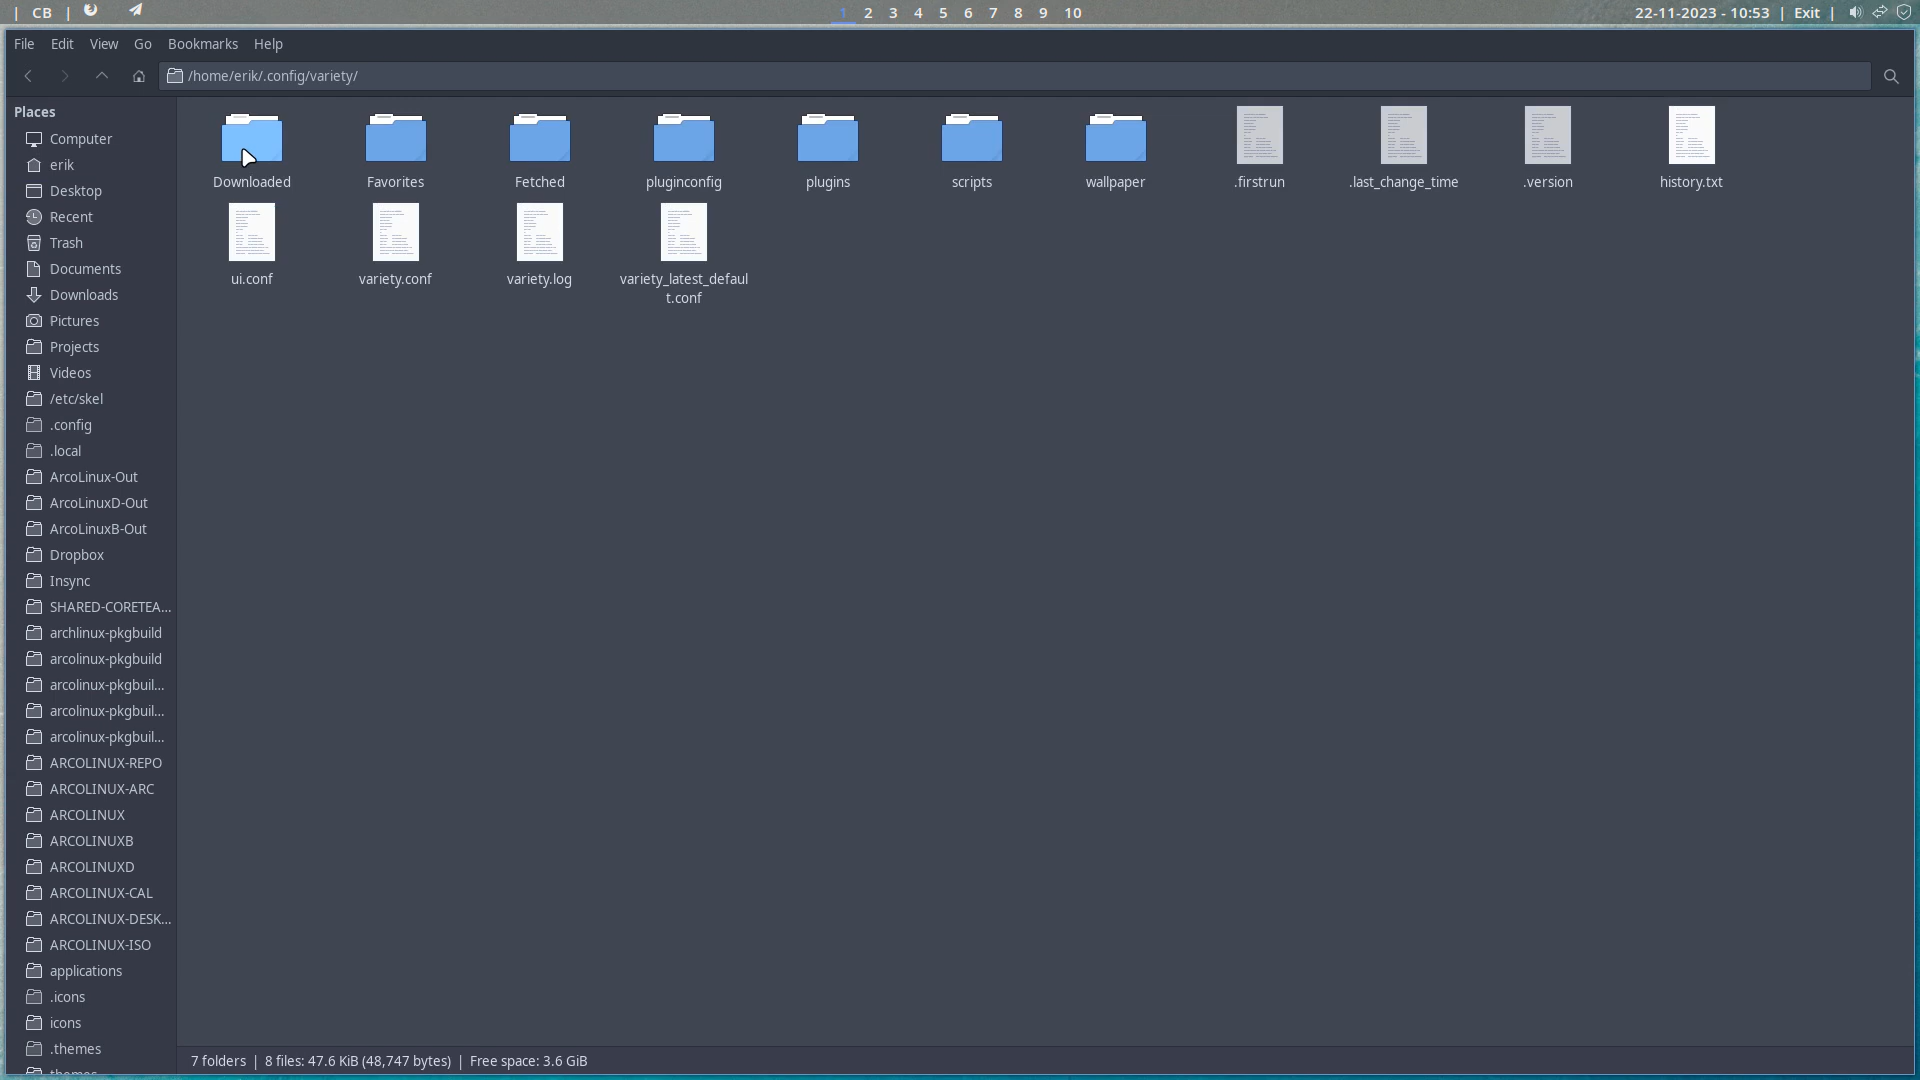 | CB |
1 2 3 4 5 6 7 8 9 10
22-11-2023 - 10:53 | Exit |
File Edit View Go Bookmarks Help
/home/erik/.config/variety/
Places
Computer
erik
Desktop
Recent
Trash
Documents
Downloads
Pictures
Projects
Videos
/etc/skel
.config
.local
ArcoLinux-Out
ArcoLinuxD-Out
ArcoLinuxB-Out
Dropbox
Insync
SHARED-CORETEA...
archlinux-pkgbuild
arcolinux-pkgbuild
arcolinux-pkgbuil...
arcolinux-pkgbuil...
arcolinux-pkgbuil...
ARCOLINUX-REPO
ARCOLINUX-ARC
ARCOLINUX
ARCOLINUXB
ARCOLINUXD
ARCOLINUX-CAL
ARCOLINUX-DESK...
ARCOLINUX-ISO
applications
.icons
icons
.themes
themes
Downloaded Favorites Fetched pluginconfig plugins scripts wallpaper .firstrun .last_change_time .version history.txt
ui.conf variety.conf variety.log variety_latest_defaul
t.conf
7 folders | 8 files: 47.6 KiB (48,747 bytes) | Free space: 3.6 GiB